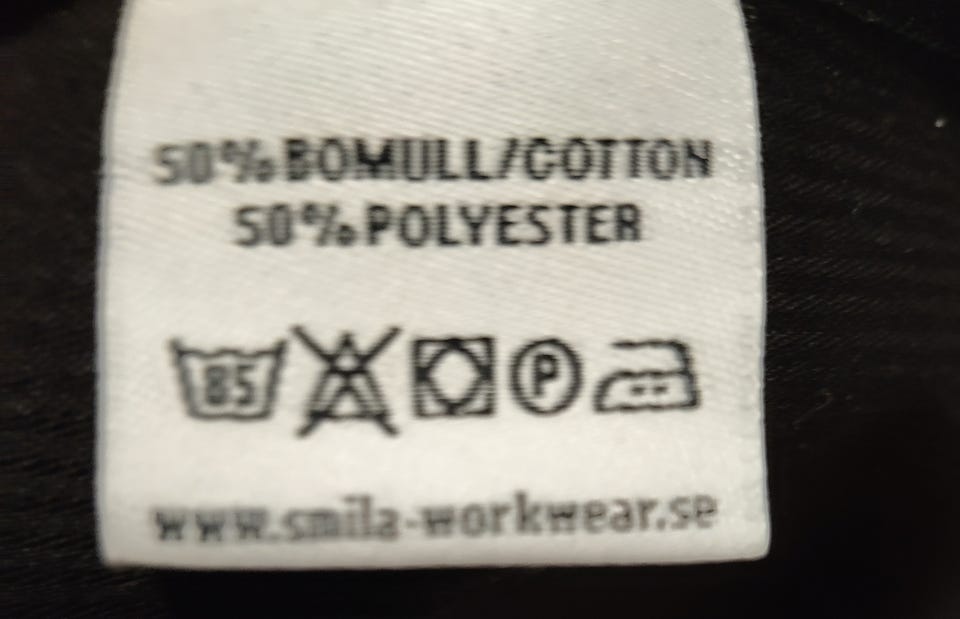 50% BOMULL/COTTON
50% POLYESTER
85 P
www.smila-workwear.se